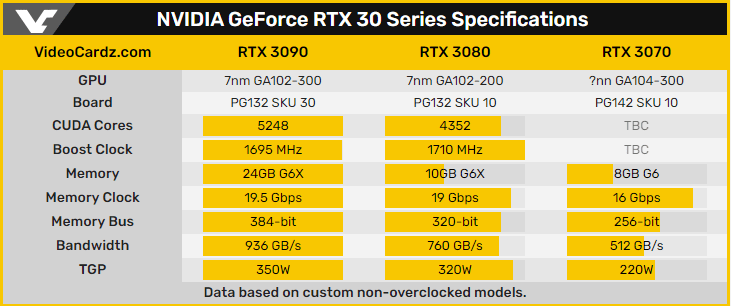 NVIDIA GeForce RTX 30 Series Specifications
VideoCardz.com RTX 3090 RTX 3080 RTX 3070
GPU 7nm GA102-300 7nm GA102-200 ?nm GA104-300
Board PG132 SKU 30 PG132 SKU 10 PG142 SKU 10
CUDA Cores 5248 4352 TBC
Boost Clock 1695 MHz 1710 MHz TBC
Memory 24GB G6X 10GB G6X 8GB G6
Memory Clock 19.5 Gbps 19 Gbps 16 Gbps
Memory Bus 384-bit 320-bit 256-bit
Bandwidth 936 GB/s 760 GB/s 512 GB/s
TGP 350W 320W 220W
Data based on custom non-overclocked models.